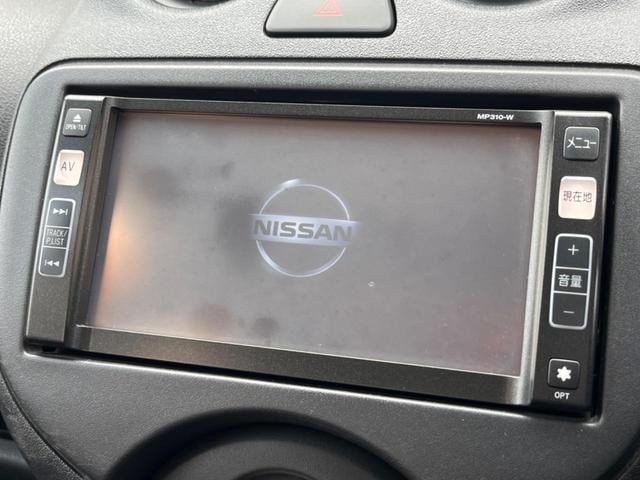 MP310-W
OPEN/TILT
AV
TRACK/
P.LIST
NISSAN
メニュー
現在地
+
音量
−
OPT